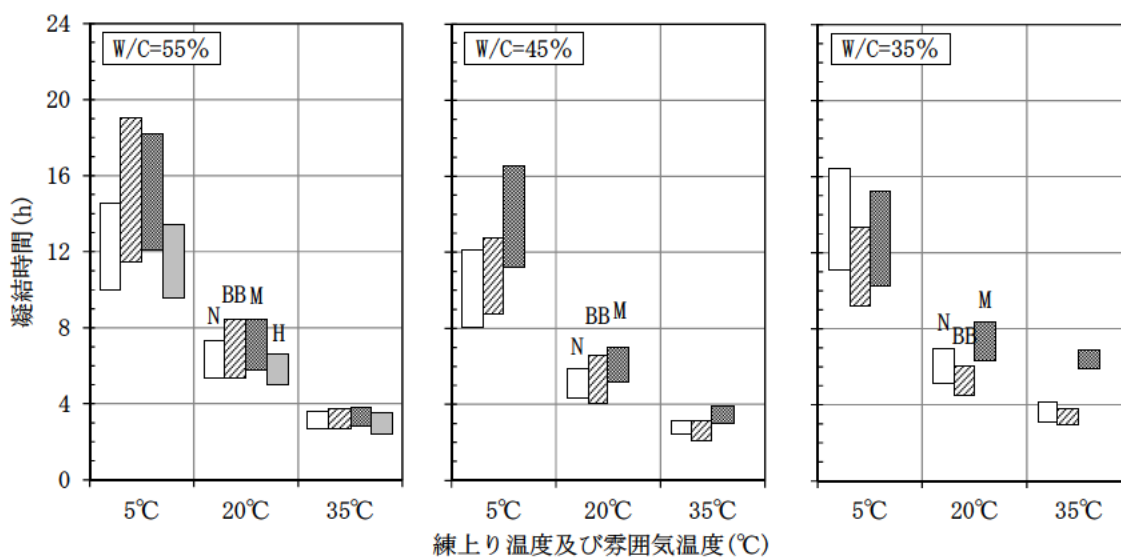 24
20
16
12
8
4
0
凝結時間(h)
W/C=55%
N
BB
M
H
5℃
20℃
35℃
W/C=45%
N
BB
M
5℃
20℃
35℃
W/C=35%
N
BB
M
5℃
20℃
35℃
練上り温度及び雰囲気温度(℃)